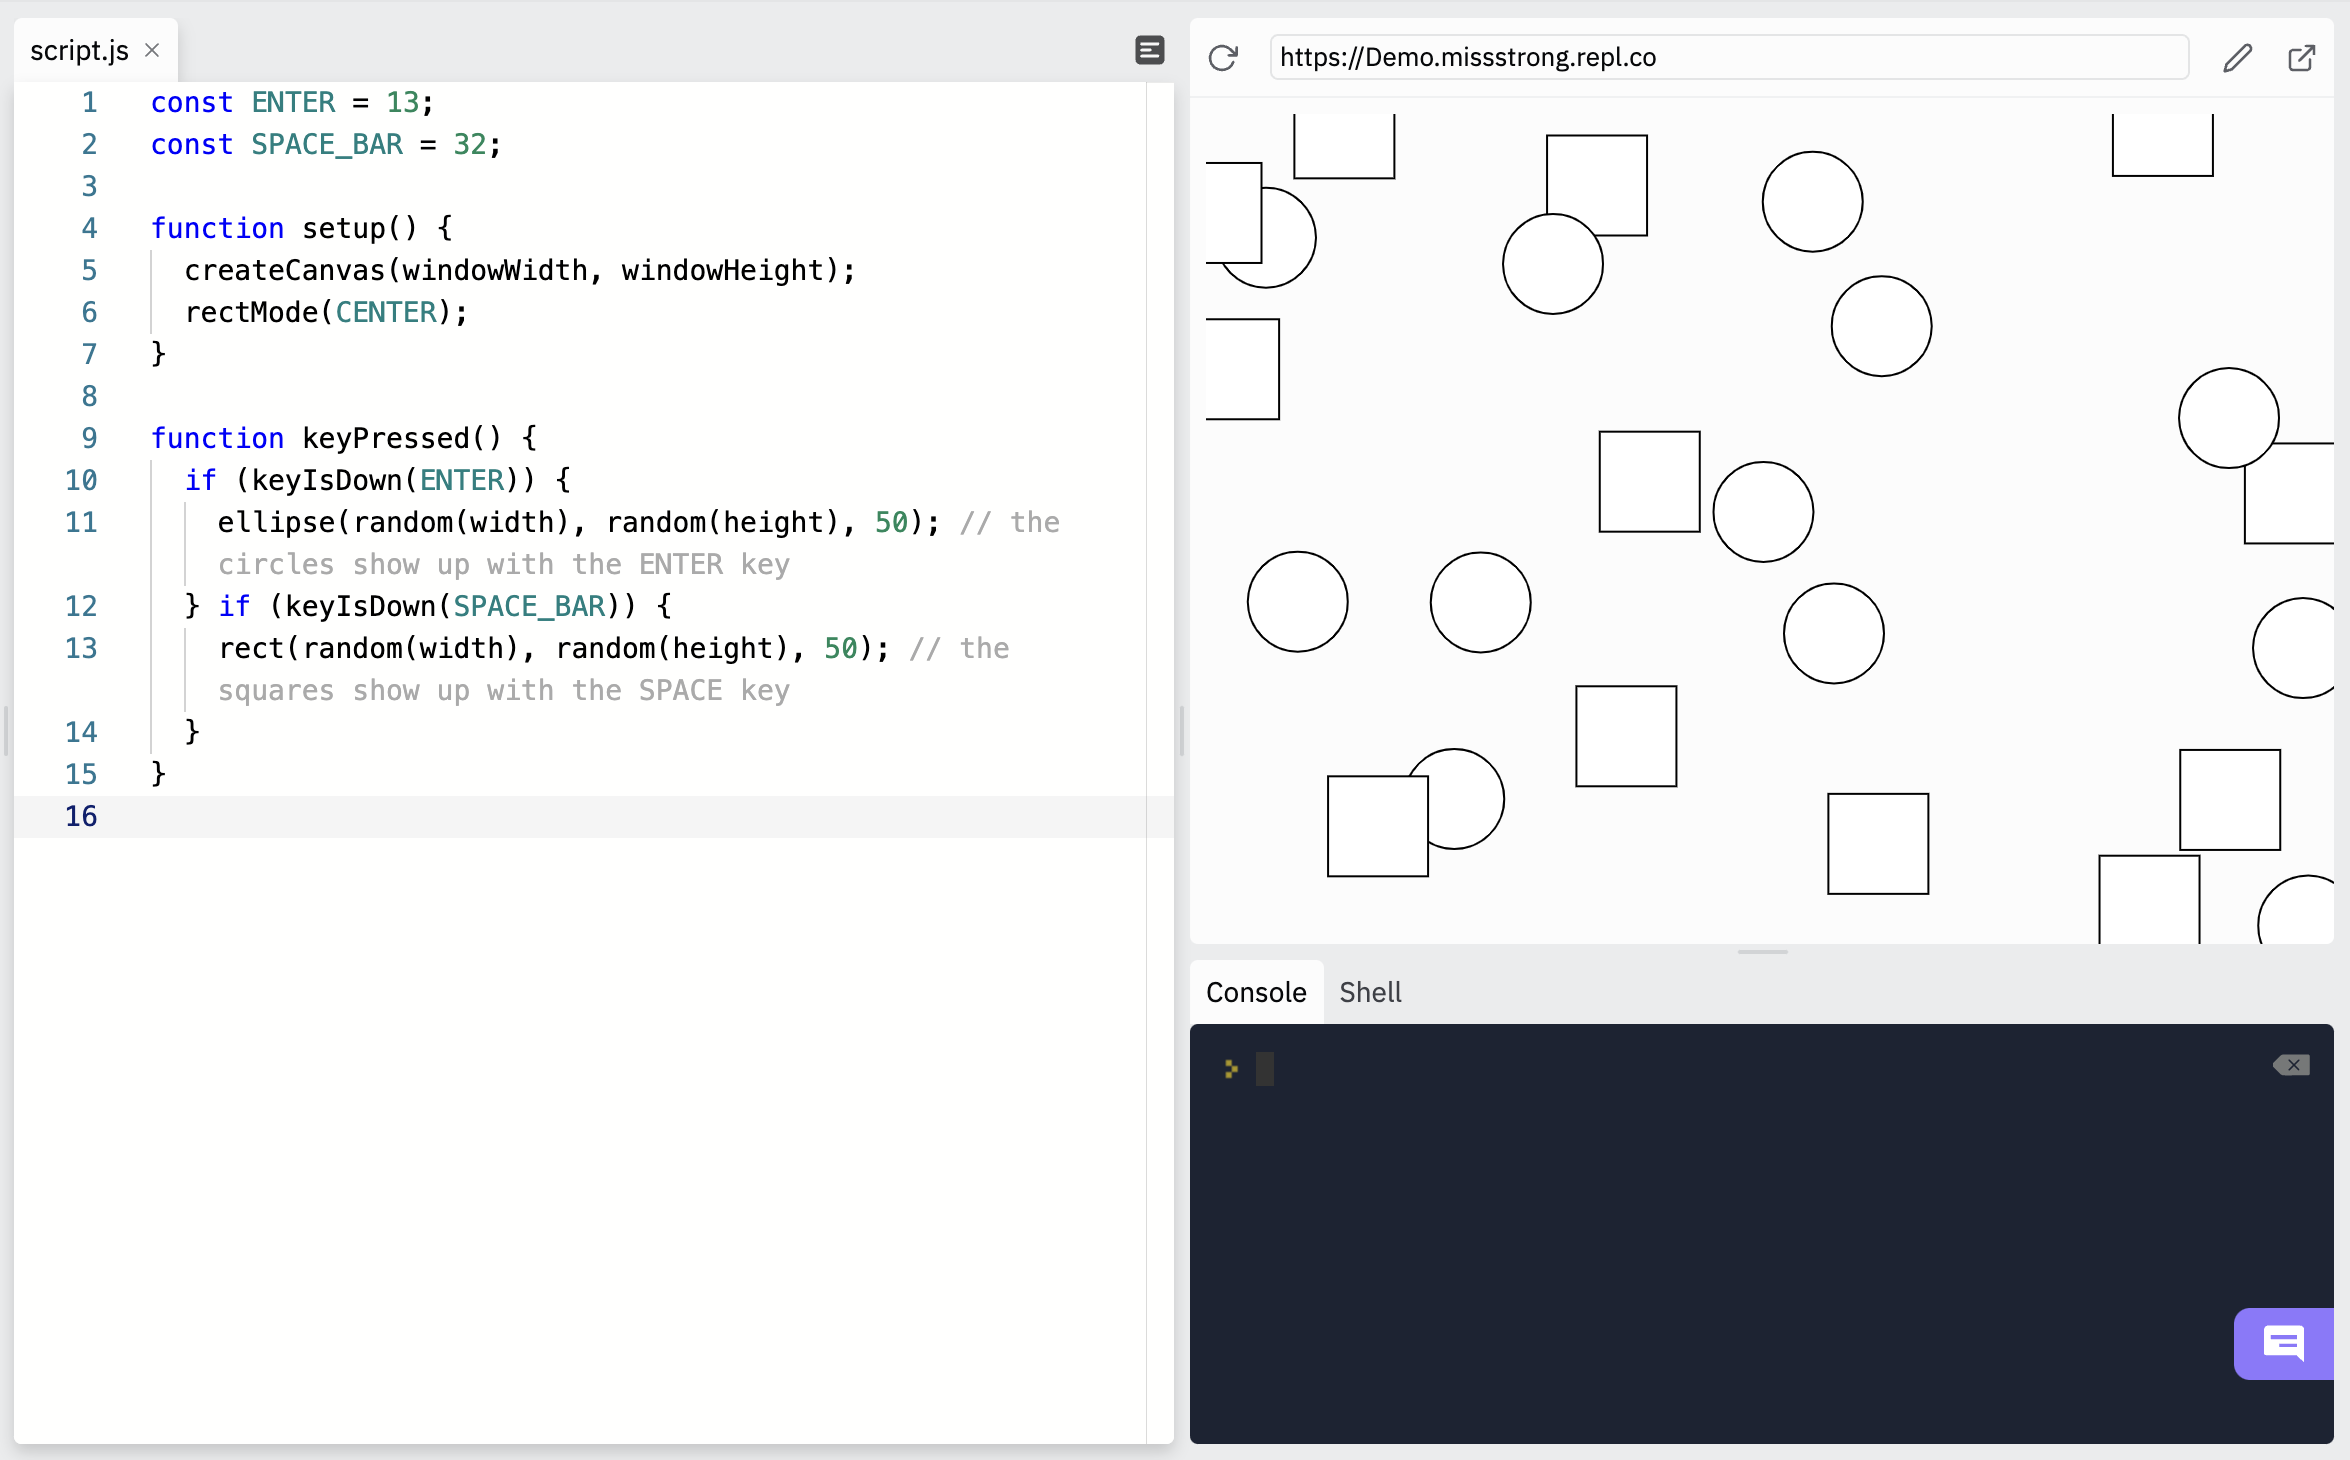 script.js
1 const ENTER = 13;
2 const SPACE_BAR = 32;
3
4 function setup() {
5   createCanvas(windowWidth, windowHeight);
6   rectMode(CENTER);
7 }
8
9 function keyPressed() {
10   if (keyIsDown(ENTER)) {
11     ellipse(random(width), random(height), 50); // the
circles show up with the ENTER key
12   } if (keyIsDown(SPACE_BAR)) {
13     rect(random(width), random(height), 50); // the
squares show up with the SPACE key
14   }
15 }
16
https://Demo.missstrong.repl.co
Console Shell